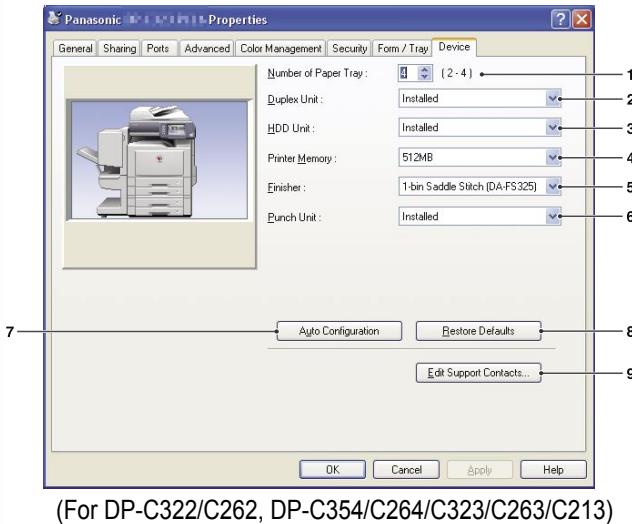 Panasonic Properties
General Sharing Ports Advanced Color Management Security Form / Tray Device
Number of Paper Tray : 4 ( 2 - 4 ) 1
Duplex Unit : Installed 2
HDD Unit : Installed 3
Printer Memory : 512MB 4
Finisher : 1-bin Saddle Stitch (DA-FS325) 5
Punch Unit : Installed 6
7 Auto Configuration Restore Defaults 8
Edit Support Contacts... 9
OK Cancel Apply Help
(For DP-C322/C262, DP-C354/C264/C323/C263/C213)